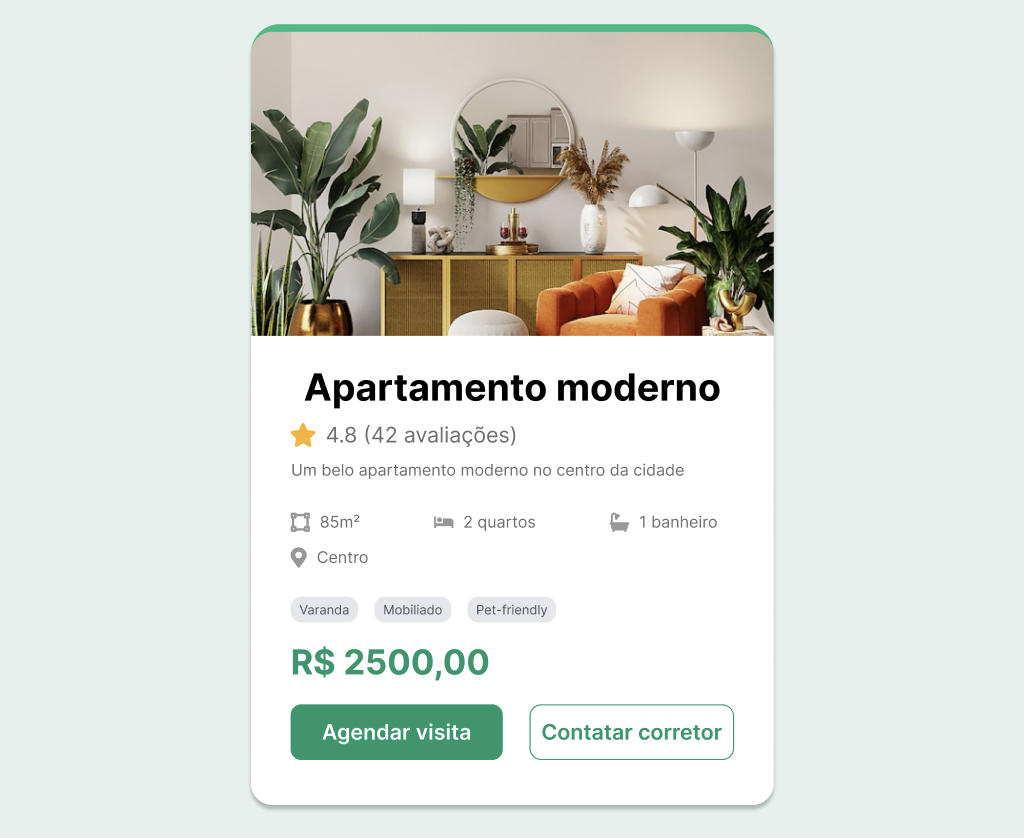 Apartamento moderno
4.8 (42 avaliações)
Um belo apartamento moderno no centro da cidade
85m² 2 quartos 1 banheiro
Centro
Varanda Mobiliado Pet-friendly
R$ 2500,00
Agendar visita Contatar corretor